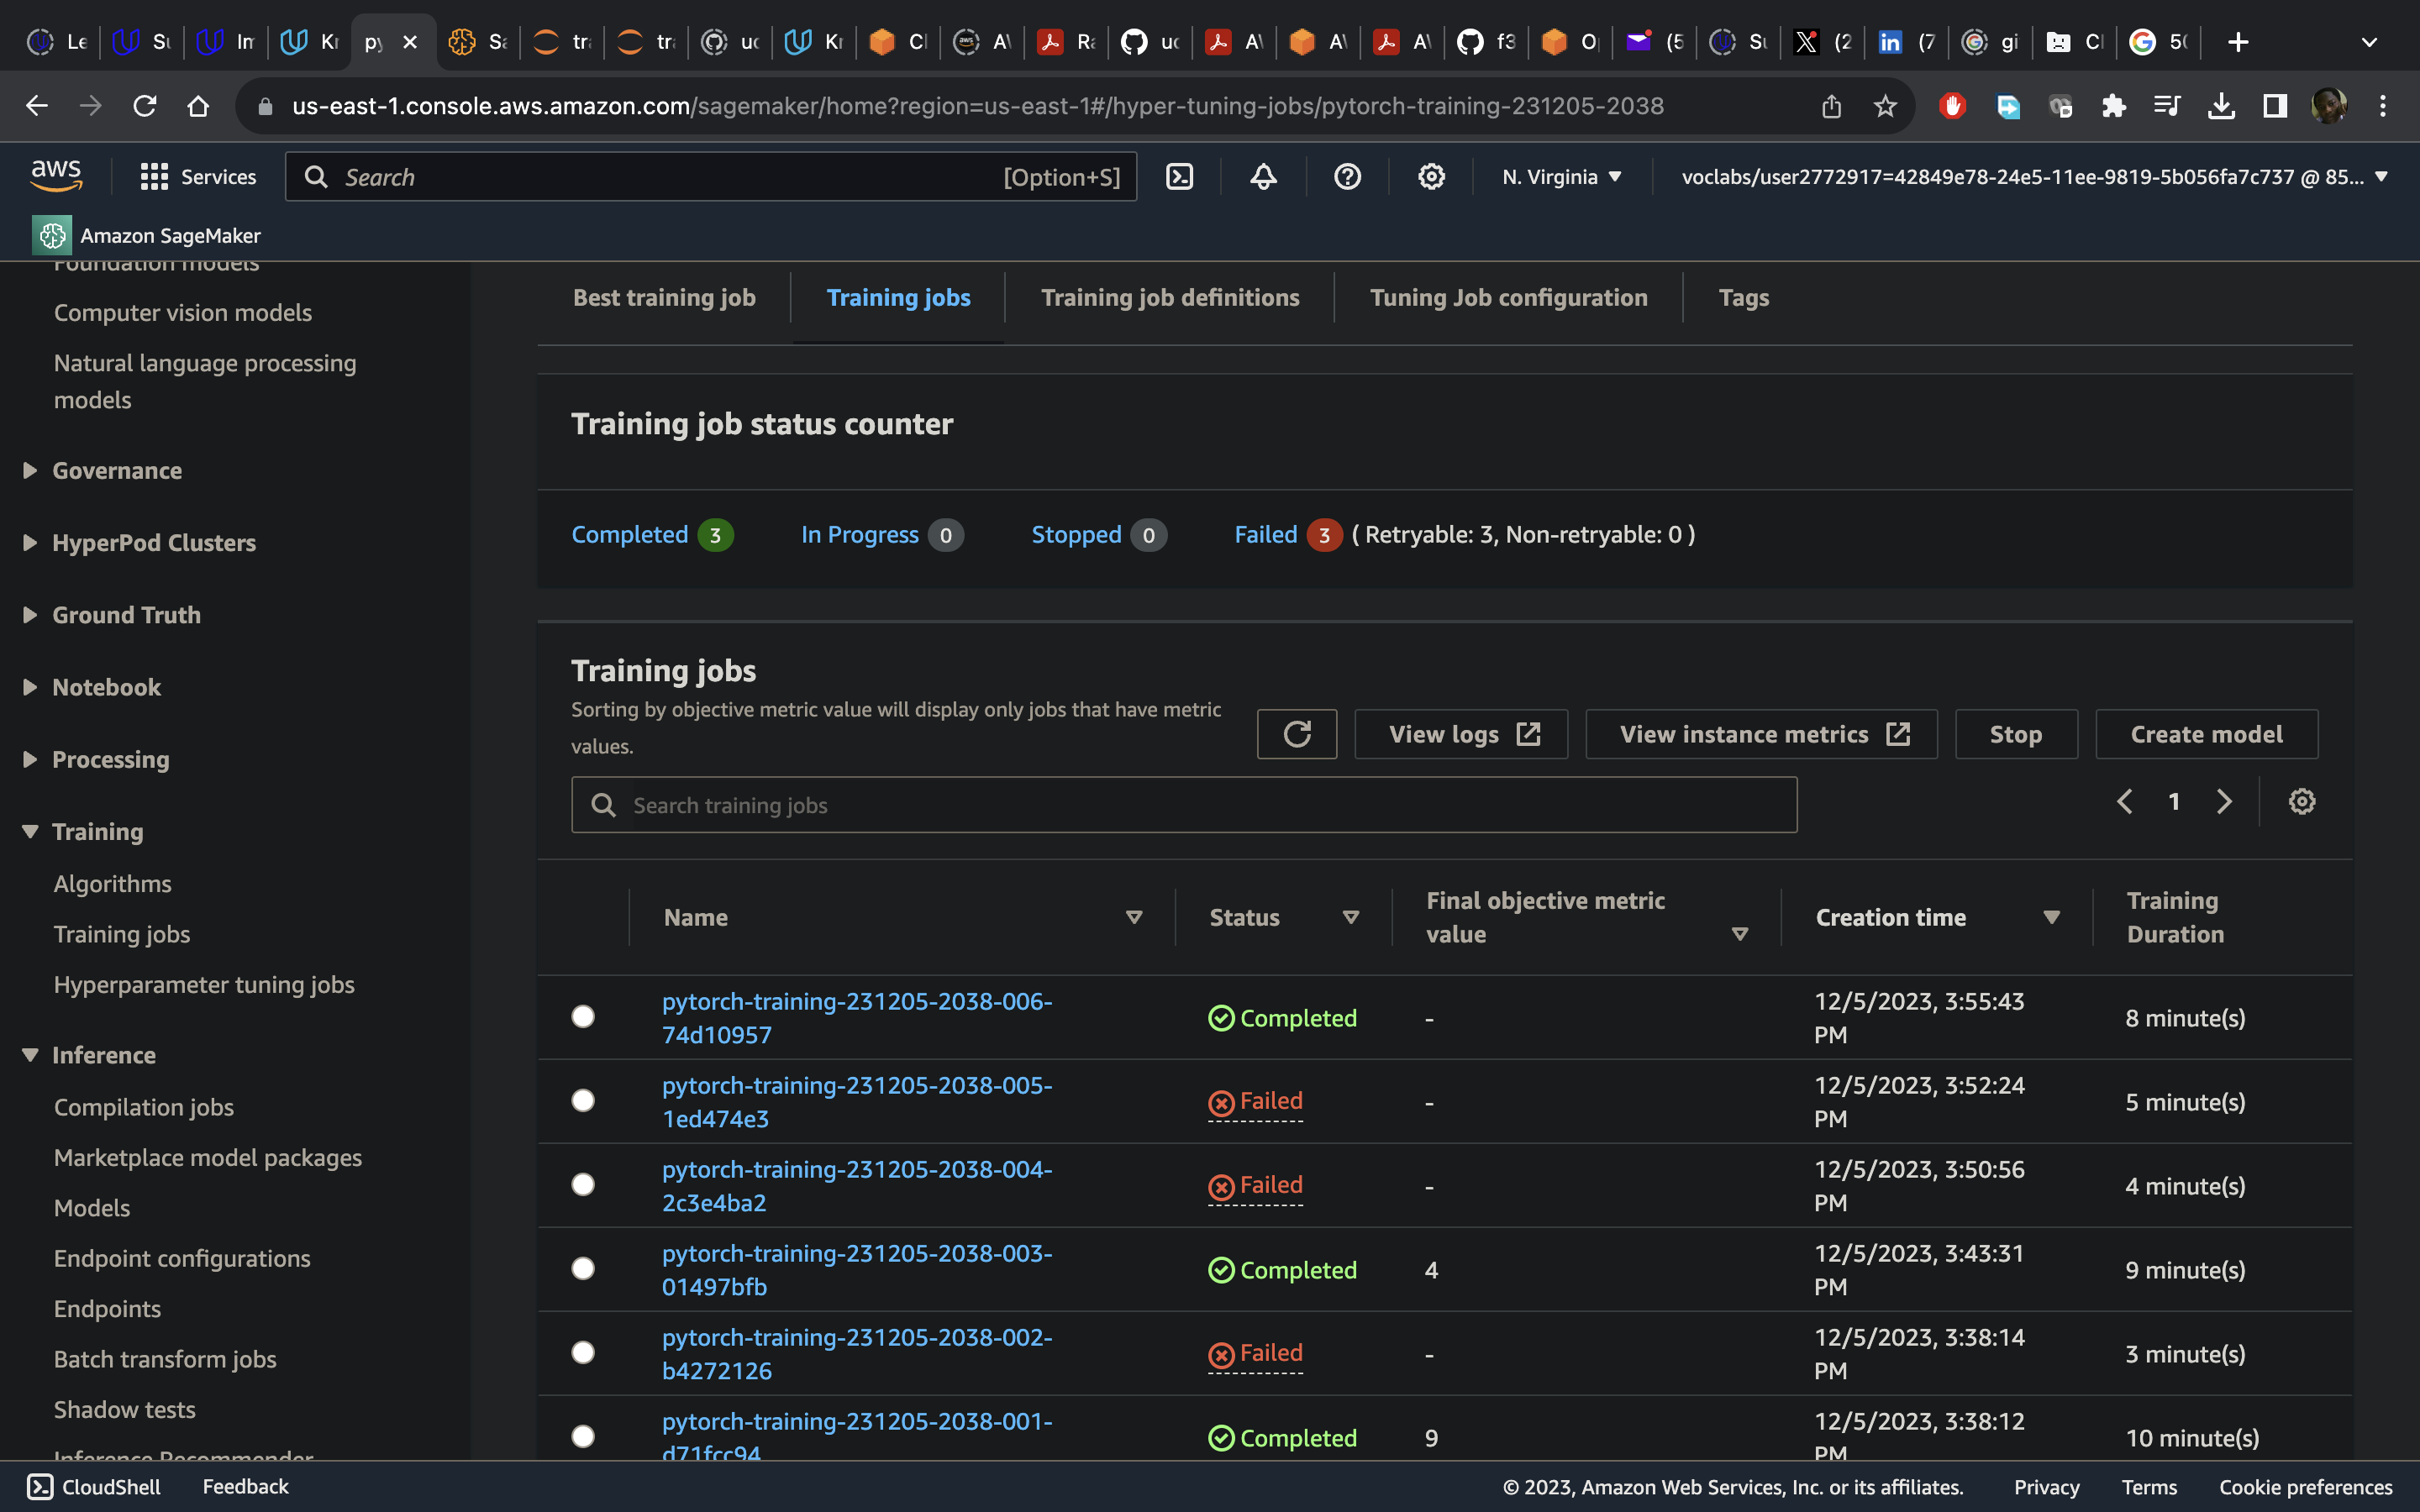 Le
Su
In
Kr
py
Sa
tra
tra
uc
Kr
Cl
A\
Ra
uc
A\
A\
A\
f3
O
(5
Su
(2
(7
gi
Cl
5(
us-east-1.console.aws.amazon.com/sagemaker/home?region=us-east-1#/hyper-tuning-jobs/pytorch-training-231205-2038
aws
Services
Search
[Option+S]
N. Virginia
voclabs/user2772917=42849e78-24e5-11ee-9819-5b056fa7c737 @ 85...
Amazon SageMaker
Foundation models
Computer vision models
Natural language processing
models
Governance
HyperPod Clusters
Ground Truth
Notebook
Processing
Training
Algorithms
Training jobs
Hyperparameter tuning jobs
Inference
Compilation jobs
Marketplace model packages
Models
Endpoint configurations
Endpoints
Batch transform jobs
Shadow tests
Inference Recommender
Best training job
Training jobs
Training job definitions
Tuning Job configuration
Tags
Training job status counter
Completed 3 In Progress 0 Stopped 0 Failed 3 ( Retryable: 3, Non-retryable: 0 )
Training jobs
Sorting by objective metric value will display only jobs that have metric
values.
View logs
View instance metrics
Stop
Create model
Search training jobs
1
Name
Status
Final objective metric
value
Creation time
Training
Duration
pytorch-training-231205-2038-006-
74d10957
Completed
-
12/5/2023, 3:55:43
PM
8 minute(s)
pytorch-training-231205-2038-005-
1ed474e3
Failed
-
12/5/2023, 3:52:24
PM
5 minute(s)
pytorch-training-231205-2038-004-
2c3e4ba2
Failed
-
12/5/2023, 3:50:56
PM
4 minute(s)
pytorch-training-231205-2038-003-
01497bfb
Completed
4
12/5/2023, 3:43:31
PM
9 minute(s)
pytorch-training-231205-2038-002-
b4272126
Failed
-
12/5/2023, 3:38:14
PM
3 minute(s)
pytorch-training-231205-2038-001-
d71fcc94
Completed
9
12/5/2023, 3:38:12
PM
10 minute(s)
CloudShell
Feedback
© 2023, Amazon Web Services, Inc. or its affiliates.
Privacy
Terms
Cookie preferences